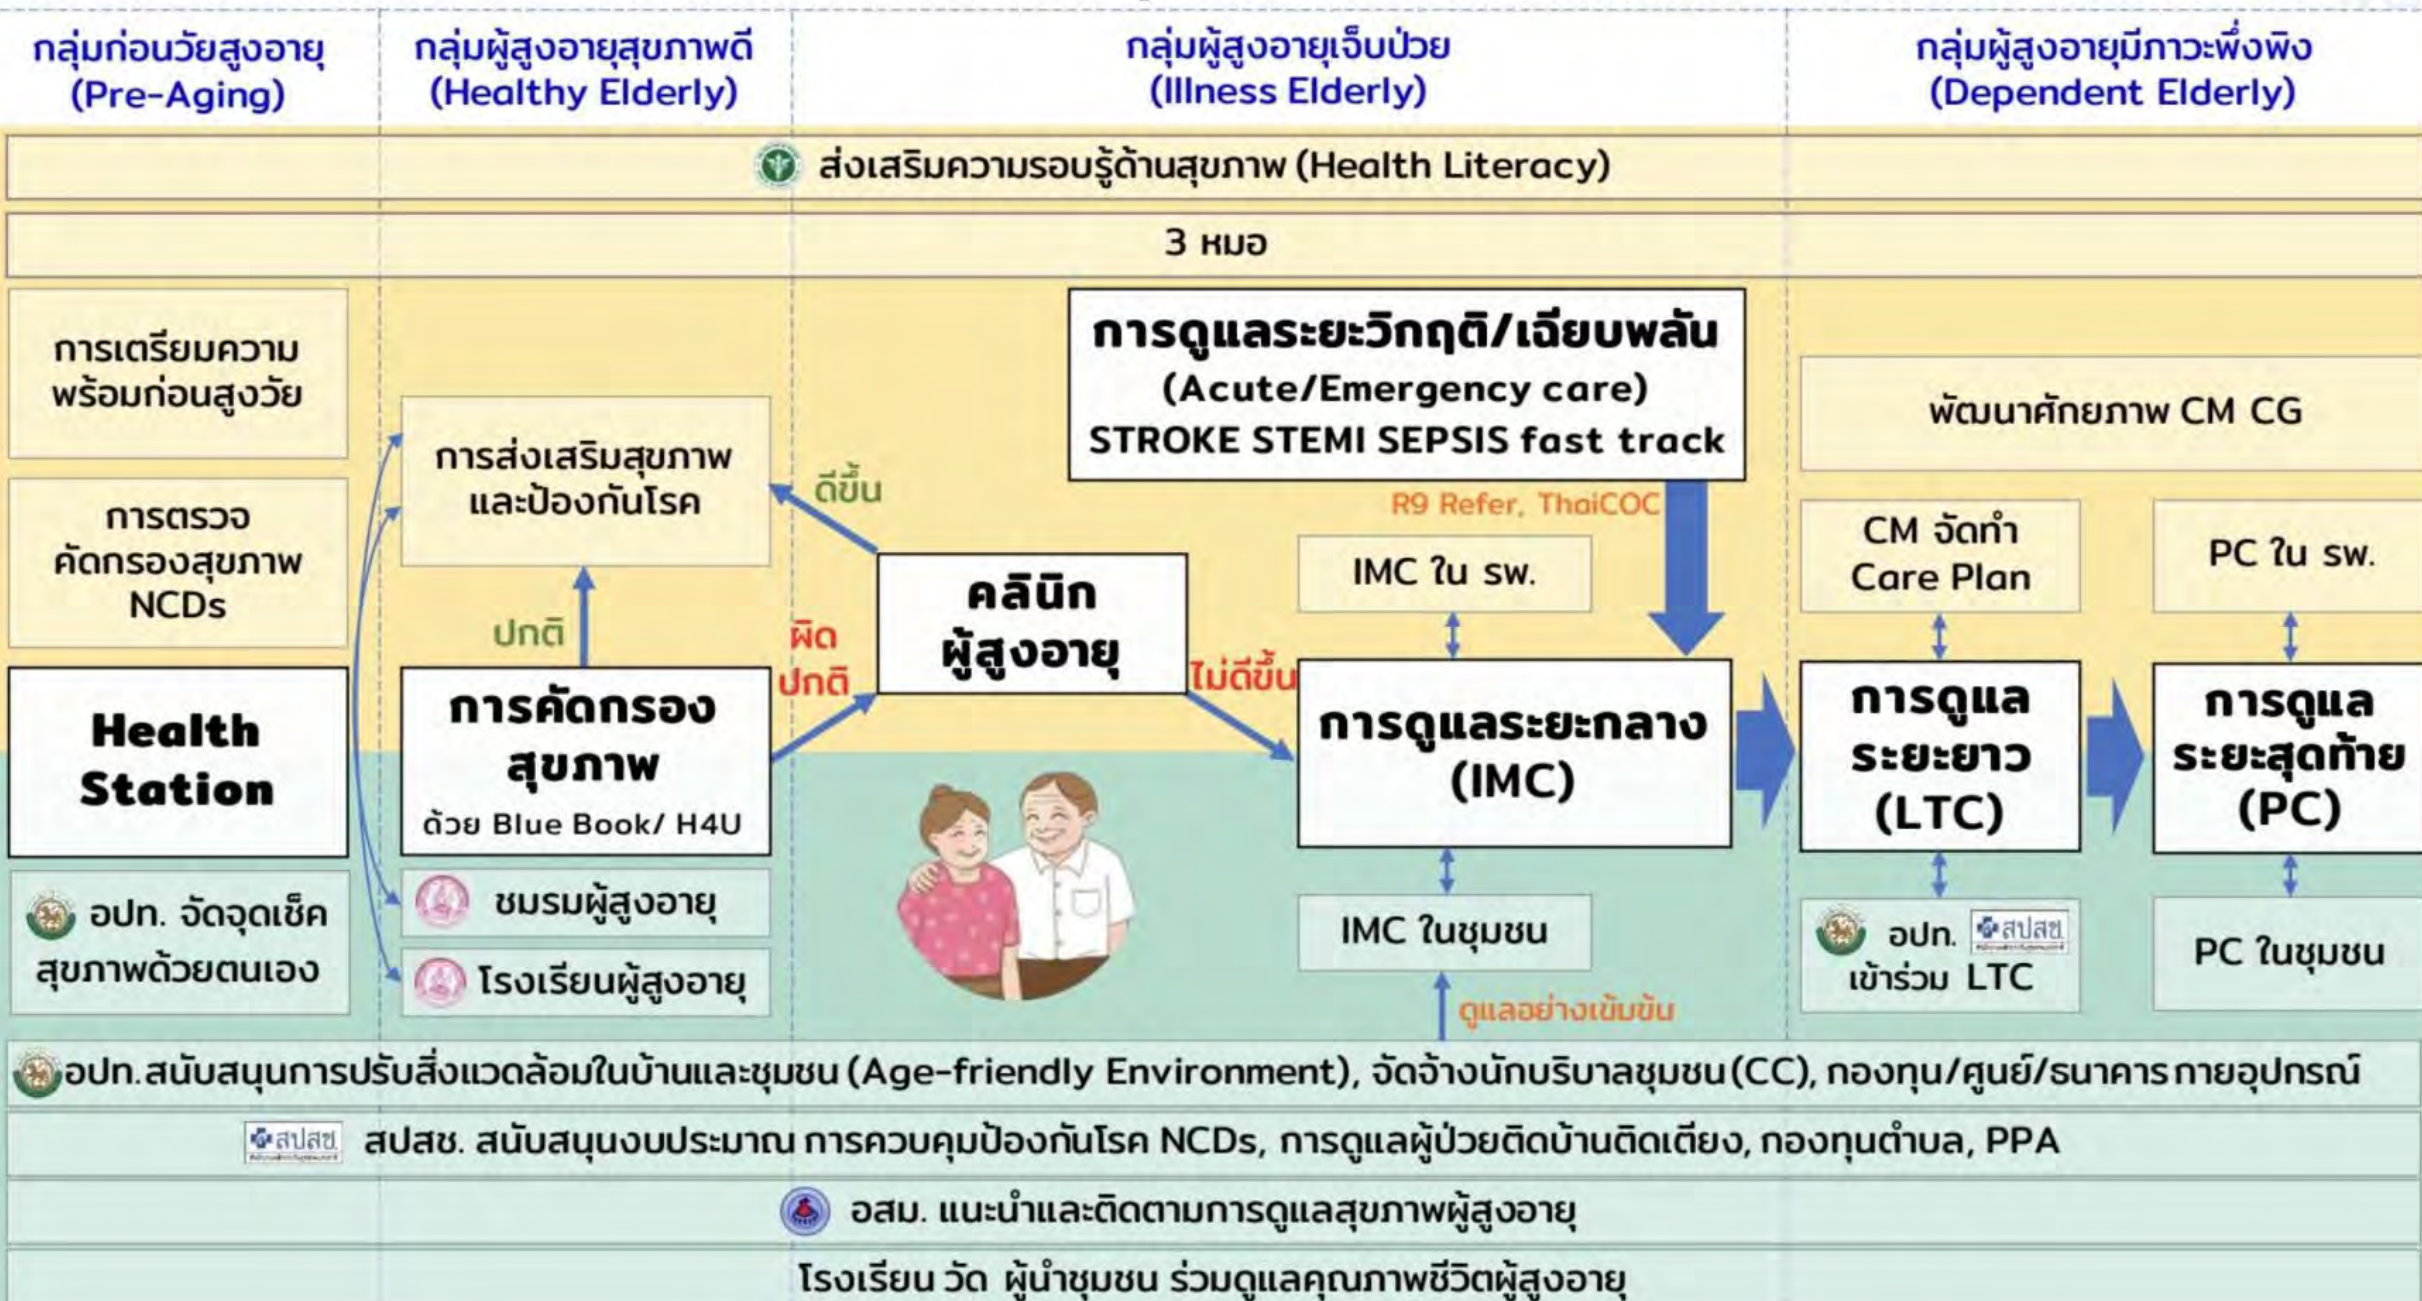 กลุ่มก่อนวัยสูงอายุ
(Pre-Aging)
กลุ่มผู้สูงอายุสุขภาพดี
(Healthy Elderly)
กลุ่มผู้สูงอายุเจ็บป่วย
(Illness Elderly)
กลุ่มผู้สูงอายุมีภาวะพึ่งพิง
(Dependent Elderly)
ส่งเสริมความรอบรู้ด้านสุขภาพ (Health Literacy)
3 หมอ
การเตรียมความ
พร้อมก่อนสูงวัย
การตรวจ
คัดกรองสุขภาพ
NCDs
Health
Station
อปท. จัดจุดเช็ค
สุขภาพด้วยตนเอง
การส่งเสริมสุขภาพ
และป้องกันโรค
ปกติ
การคัดกรอง
สุขภาพ
ด้วย Blue Book/ H4U
ชมรมผู้สูงอายุ
โรงเรียนผู้สูงอายุ
ดีขึ้น
ผิด
ปกติ
คลินิก
ผู้สูงอายุ
ไม่ดีขึ้น
การดูแลระยะวิกฤติ/เฉียบพลัน
(Acute/Emergency care)
STROKE STEMI SEPSIS fast track
R9 Refer, ThaiCOC
IMC ใน รพ.
การดูแลระยะกลาง
(IMC)
IMC ในชุมชน
ดูแลอย่างเข้มข้น
พัฒนาศักยภาพ CM CG
CM จัดทำ
Care Plan
PC ใน รพ.
การดูแล
ระยะยาว
(LTC)
การดูแล
ระยะสุดท้าย
(PC)
อปท. สปสช.
เข้าร่วม LTC
PC ในชุมชน
อปท.สนับสนุนการปรับสิ่งแวดล้อมในบ้านและชุมชน (Age-friendly Environment), จัดจ้างนักบริบาลชุมชน (CC), กองทุน/ศูนย์/ธนาคาร กายอุปกรณ์
สปสช. สปสช. สนับสนุนงบประมาณ การควบคุมป้องกันโรค NCDs, การดูแลผู้ป่วยติดบ้านติดเตียง, กองทุนตำบล, PPA
อสม. แนะนำและติดตามการดูแลสุขภาพผู้สูงอายุ
โรงเรียน วัด ผู้นำชุมชน ร่วมดูแลคุณภาพชีวิตผู้สูงอายุ